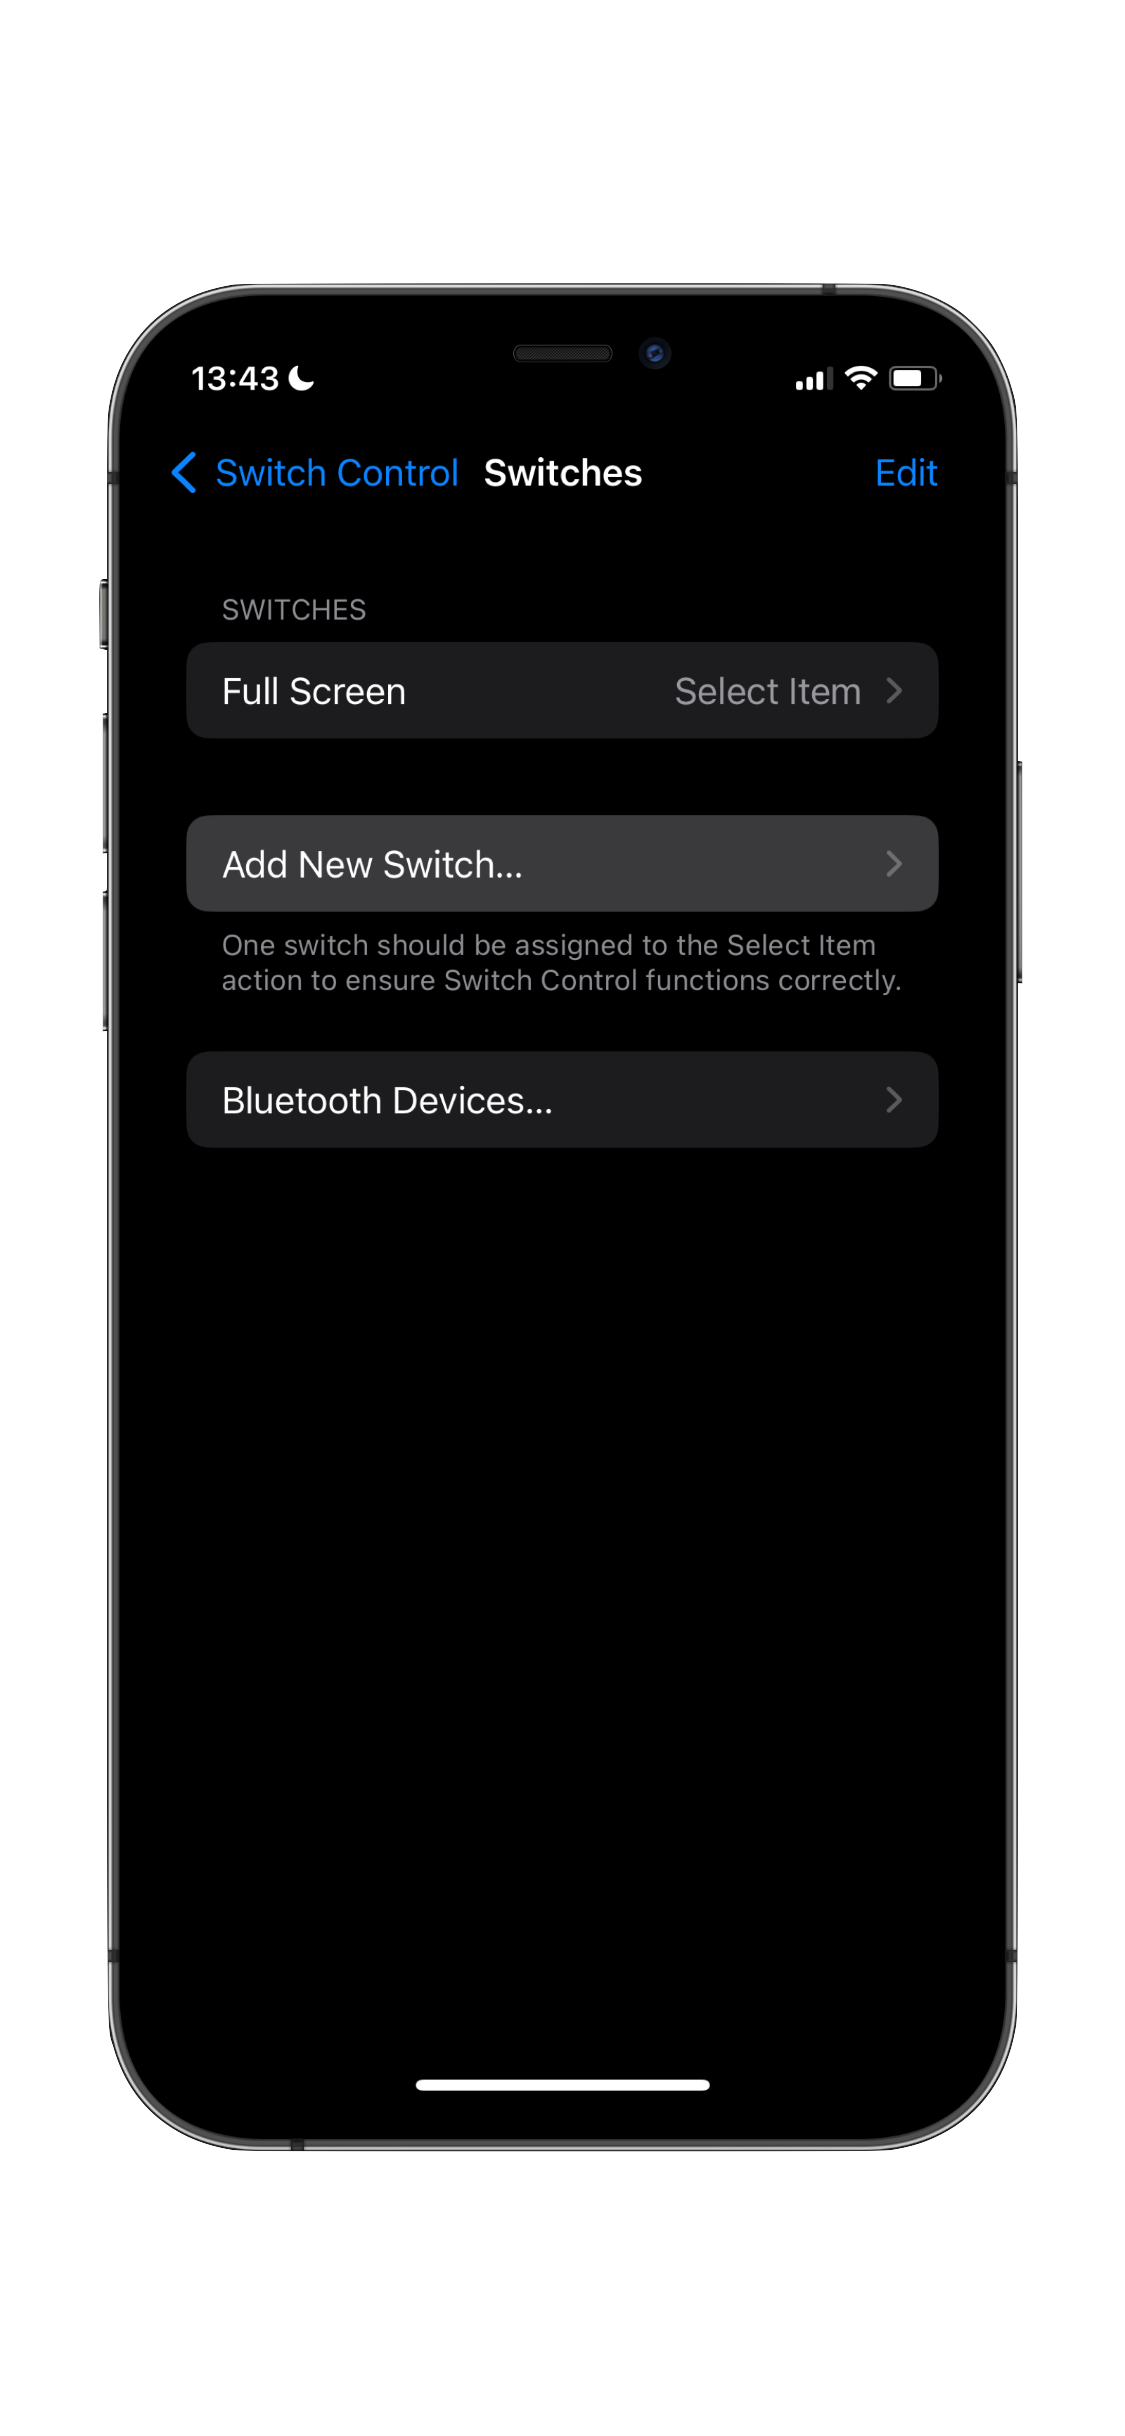 13:43
Switch Control Switches Edit
SWITCHES
Full Screen Select Item
Add New Switch...
One switch should be assigned to the Select Item
action to ensure Switch Control functions correctly.
Bluetooth Devices...